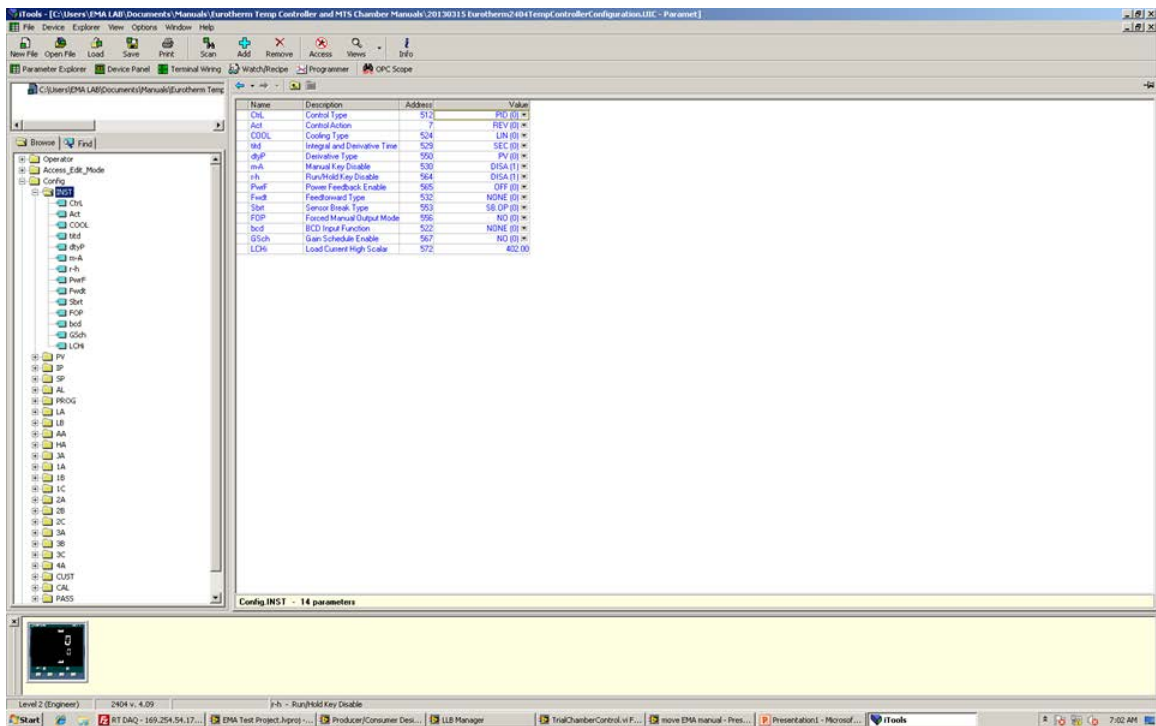 iTools - [C:\Users\EMA LAB\Documents\Manuals\Eurotherm Temp Controller and MTS Chamber Manuals\20130315 Eurotherms2404TempControllerConfiguration.UIC - Paramet]
File Device Explorer View Options Window Help
New File Open File Load Save Print Scan Add Remove Access Views Info
Parameter Explorer Device Panel Terminal Wiring Watch/Recipe Programmer OPC Scope
C:\Users\EMA LAB\Documents\Manuals\Eurotherm Temp
Name Description Address Value
CtrL Control Type 512 PID (0)
Act Control Action 7 REV (0)
COOL Cooling Type 524 LIN (0)
titd Integral and Derivative Time 529 SEC (0)
dtyP Derivative Type 550 PV (0)
m-A Manual Key Disable 530 DISA (1)
r-h Run/Hold Key Disable 564 DISA (1)
PwrF Power Feedback Enable 565 OFF (0)
Fwdt Feedforward Type 532 NONE (0)
Sbrt Sensor Break Type 553 SB.OP (0)
FOP Forced Manual Output Mode 556 NO (0)
bcd BCD Input Function 522 NONE (0)
GSch Gain Schedule Enable 567 NO (0)
LCHi Load Current High Scalar 572 402.00
Browse Find
Operator
Access_Edit_Mode
Config
INST
CtrL
Act
COOL
titd
dtyP
m-A
r-h
PwrF
Fwdt
Sbrt
FOP
bcd
GSch
LCHi
PV
IP
SP
AL
PROG
LA
LB
AA
HA
JA
1A
1B
1C
2A
2B
2C
3A
3B
3C
4A
CUST
CAL
PASS
Config.INST - 14 parameters
Level 2 (Engineer) 2404 v. 4.09 r-h - Run/Hold Key Disable
Start RT DAQ - 169.254.54.17... EMA Test Project.lvproj -... Producer/Consumer Desi... LLB Manager TrialChamberControl.vi F... move EMA manual - Pres... Presentation1 - Microsof... iTools 7:02 AM